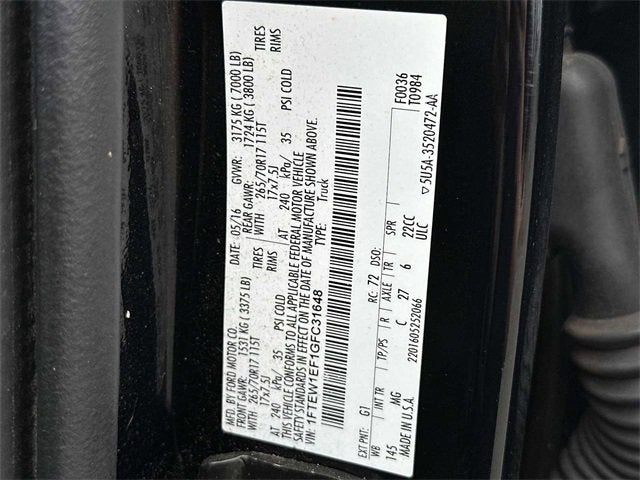 MFD. BY FORD MOTOR CO.
05/16 GVWR: 3175 KG ( 7000 LB)
FRONT GAWR: 1531 KG ( 3375 LB) REAR GAWR: 1724 KG ( 3800 LB)
WITH 265/70R17 115T TIRES WITH 265/70R17 115T TIRES
17x7.5J RIMS 17x7.5J RIMS
AT 240 kPa/ 35 PSI COLD AT 240 kPa/ 35 PSI COLD
THIS VEHICLE CONFORMS TO ALL APPLICABLE FEDERAL MOTOR VEHICLE
SAFETY STANDARDS IN EFFECT ON THE DATE OF MANUFACTURE SHOWN ABOVE.
VIN: 1FTEW1EF1GFC31648
TYPE: Truck
F0036
T0984
EXT PNT: G1 RC: 72 DSO:
WB INT TR TP/PS R AXLE TR SPR
145 MG C 27 6 22CC
MADE IN U.S.A. ULC
2201605252066
▽ 5U5A-3520472-AA